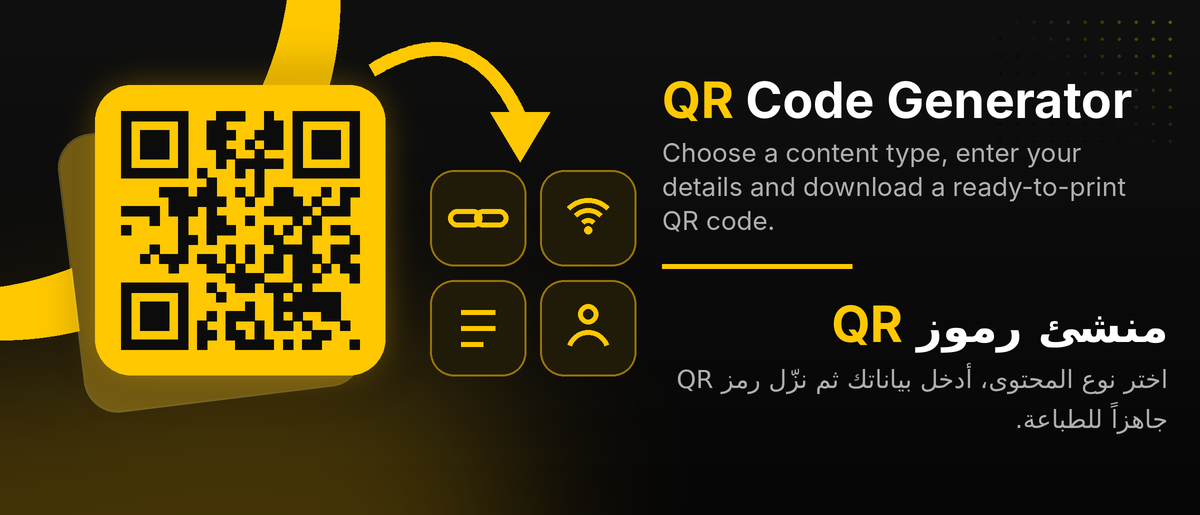 QR Code Generator
Choose a content type, enter your
details and download a ready-to-print
QR code.
منشئ رموز QR
اختر نوع المحتوى، أدخل بياناتك ثم نزّل رمز QR
جاهزاً للطباعة.